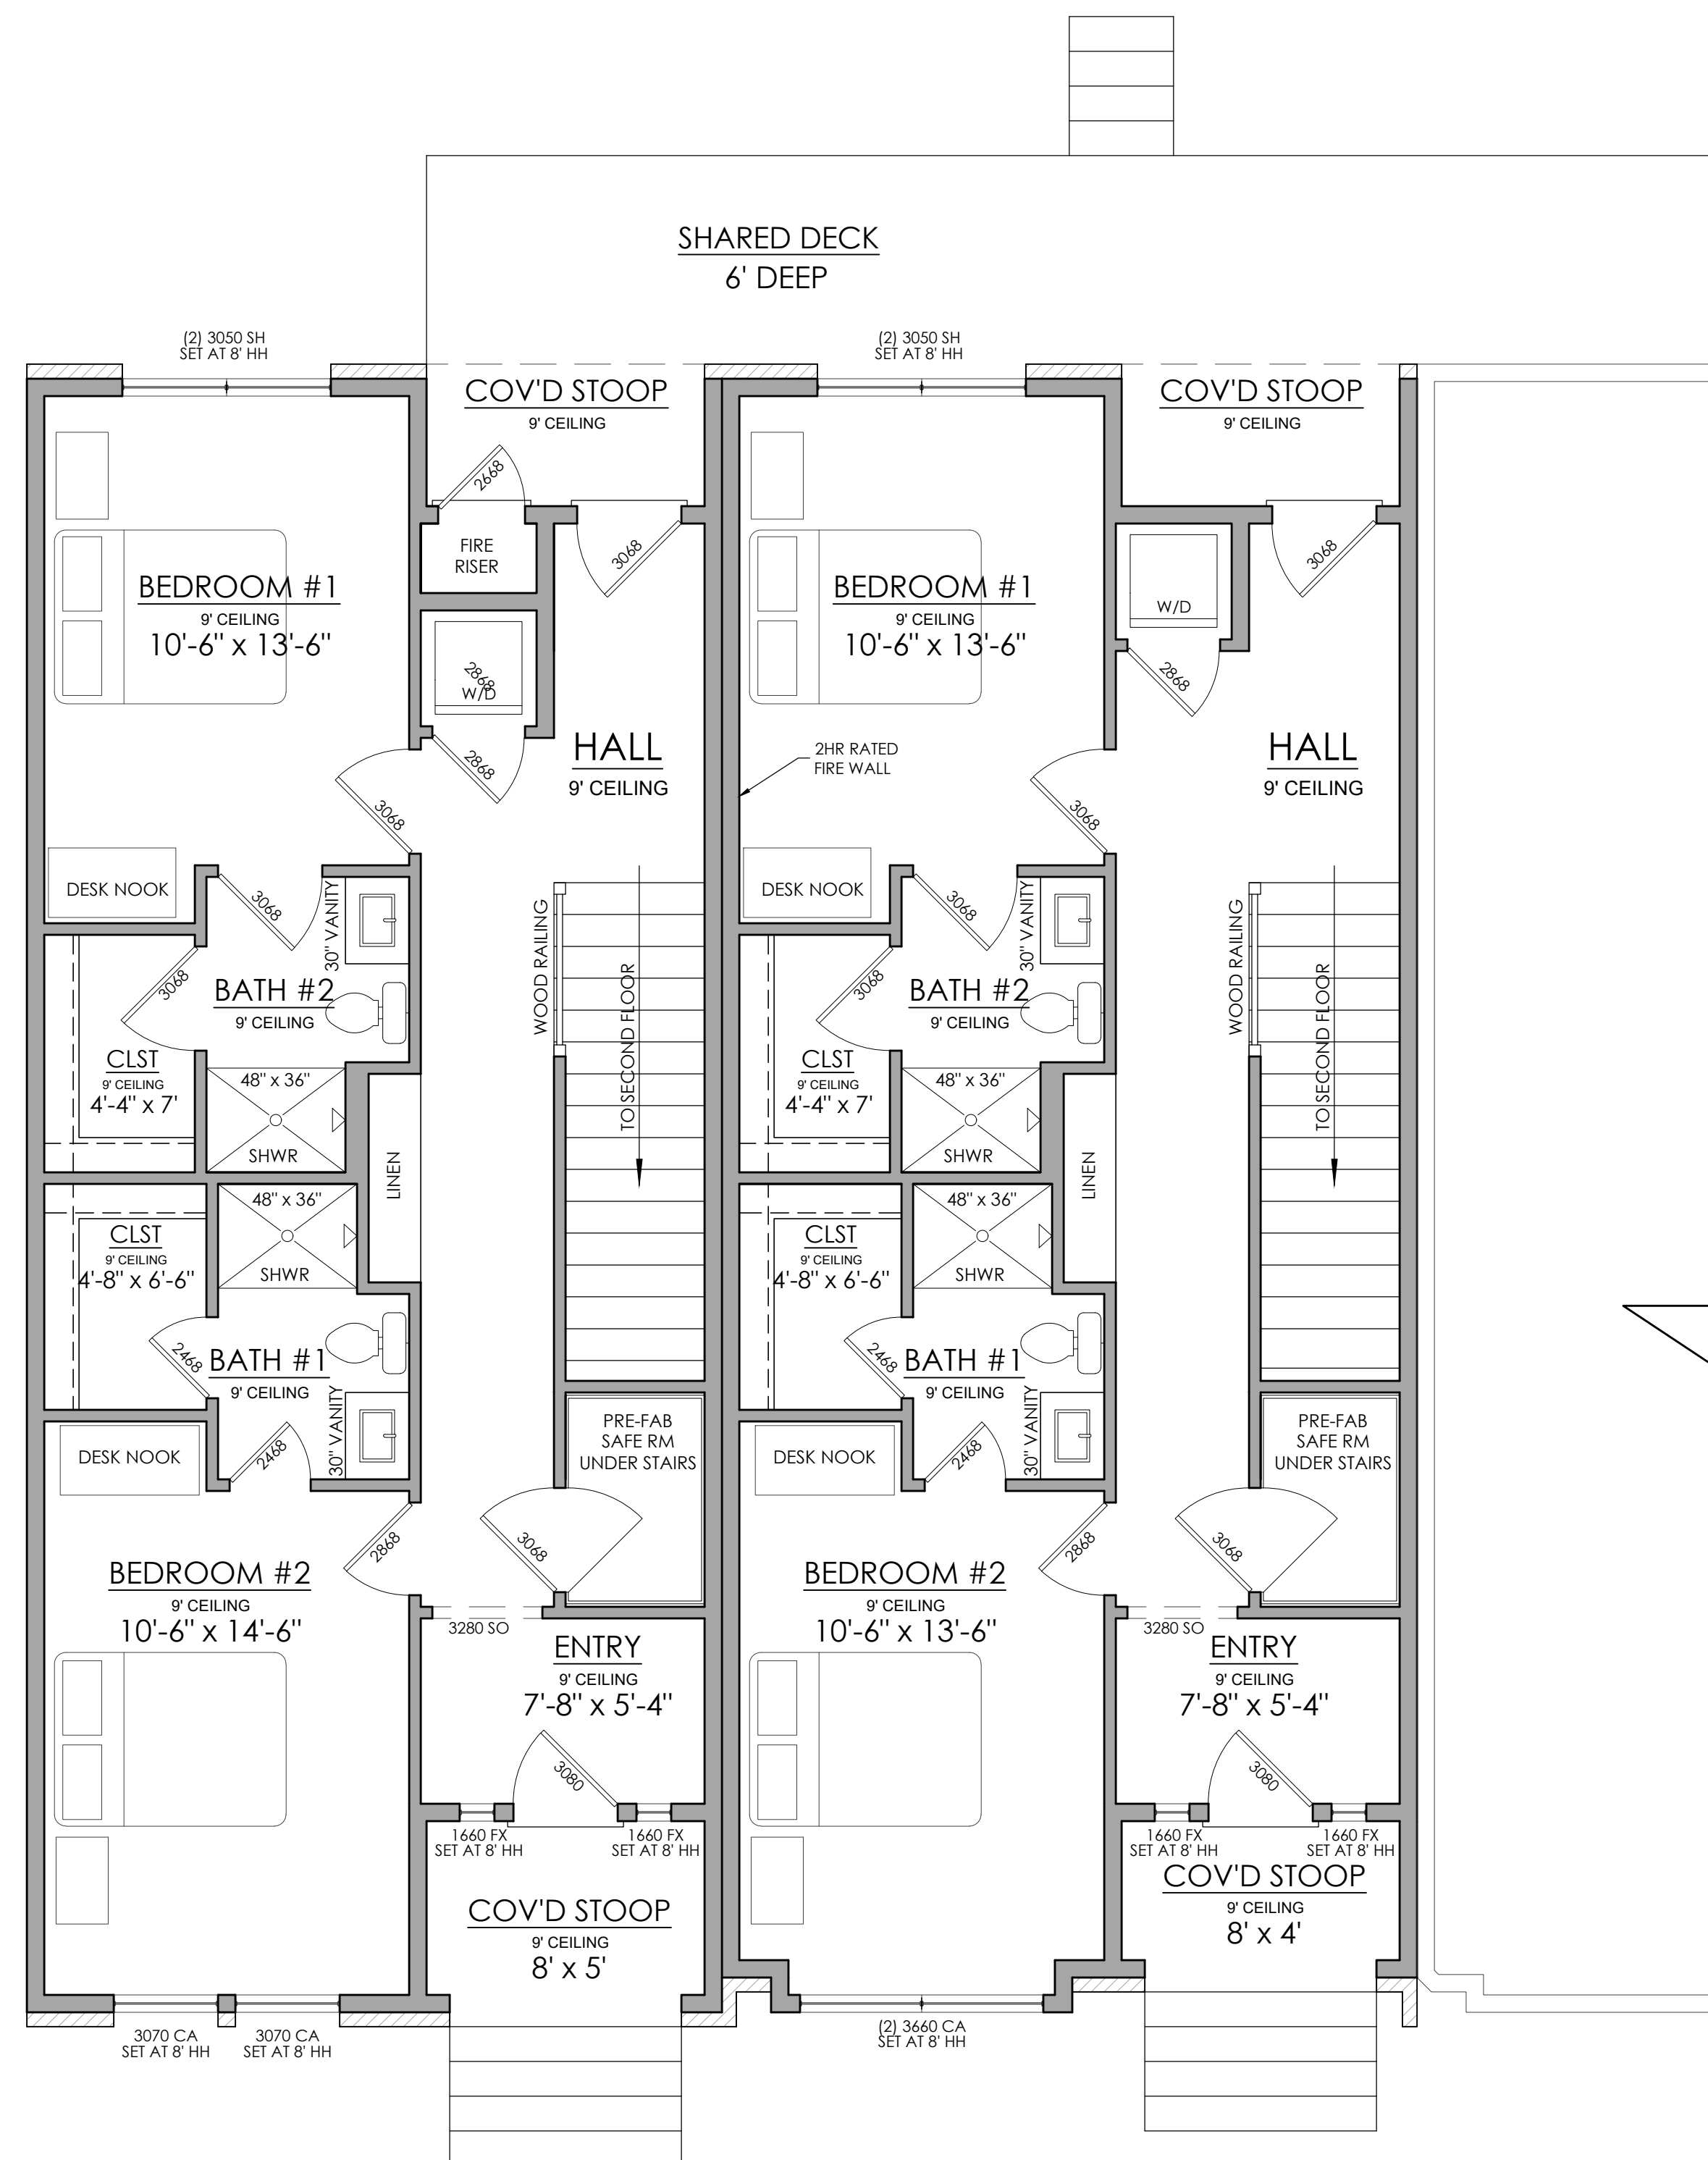 SHARED DECK
6' DEEP
(2) 3050 SH
SET AT 8' HH
COV'D STOOP
9' CEILING
(2) 3050 SH
SET AT 8' HH
COV'D STOOP
9' CEILING
2668
FIRE
RISER
3068
BEDROOM #1
9' CEILING
10'-6" x 13'-6"
2868
W/D
2868
HALL
9' CEILING
3068
DESK NOOK
3068
30" VANITY
3068
BATH #2
9' CEILING
CLST
9' CEILING
4'-4" x 7'
48" x 36"
SHWR
LINEN
WOOD RAILING
TO SECOND FLOOR
CLST
9' CEILING
4'-8" x 6'-6"
48" x 36"
SHWR
2468
BATH #1
9' CEILING
30" VANITY
2468
DESK NOOK
PRE-FAB
SAFE RM
UNDER STAIRS
3068
2868
BEDROOM #2
9' CEILING
10'-6" x 14'-6"
3280 SO
ENTRY
9' CEILING
7'-8" x 5'-4"
3080
1660 FX
SET AT 8' HH
1660 FX
SET AT 8' HH
COV'D STOOP
9' CEILING
8' x 5'
3070 CA
SET AT 8' HH
3070 CA
SET AT 8' HH
BEDROOM #1
9' CEILING
10'-6" x 13'-6"
3068
W/D
2868
2HR RATED
FIRE WALL
HALL
9' CEILING
3068
DESK NOOK
3068
30" VANITY
3068
BATH #2
9' CEILING
CLST
9' CEILING
4'-4" x 7'
48" x 36"
SHWR
LINEN
WOOD RAILING
TO SECOND FLOOR
CLST
9' CEILING
4'-8" x 6'-6"
48" x 36"
SHWR
2468
BATH #1
9' CEILING
30" VANITY
2468
DESK NOOK
PRE-FAB
SAFE RM
UNDER STAIRS
3068
2868
BEDROOM #2
9' CEILING
10'-6" x 13'-6"
3280 SO
ENTRY
9' CEILING
7'-8" x 5'-4"
3080
1660 FX
SET AT 8' HH
1660 FX
SET AT 8' HH
COV'D STOOP
9' CEILING
8' x 4'
(2) 3660 CA
SET AT 8' HH